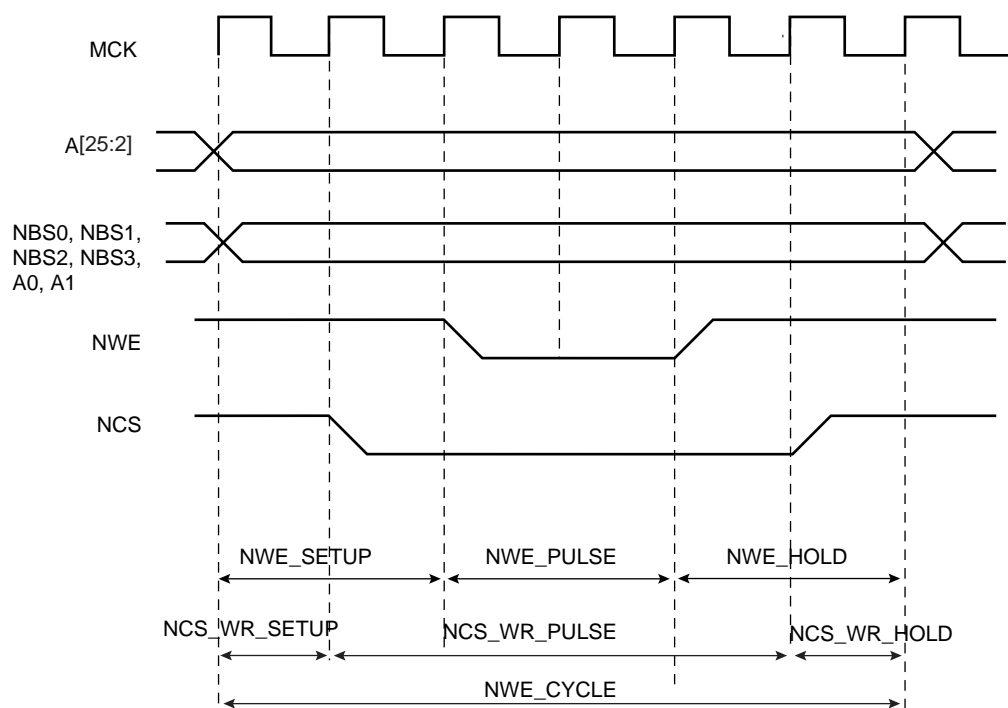 MCK
A[25:2]
NBS0, NBS1,
NBS2, NBS3,
A0, A1
NWE
NCS
NWE_SETUP
NWE_PULSE
NWE_HOLD
NCS_WR_SETUP
NCS_WR_PULSE
NCS_WR_HOLD
NWE_CYCLE